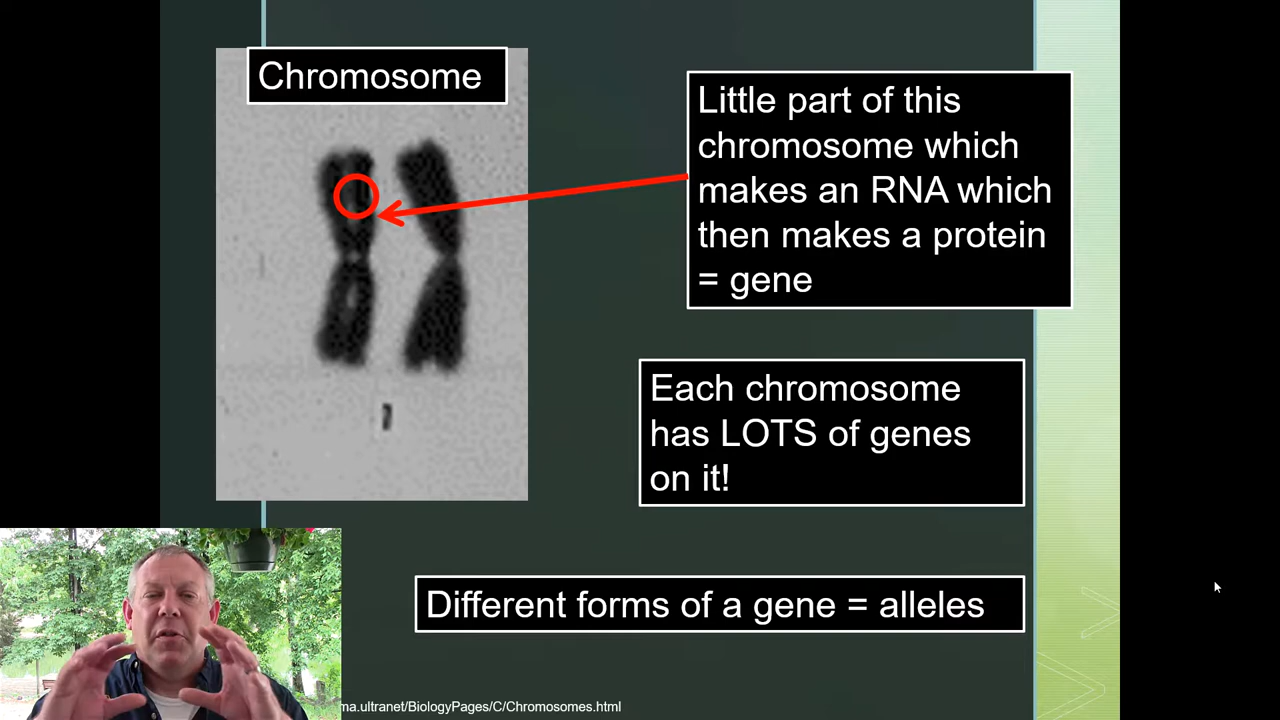 Chromosome
Little part of this
chromosome which
makes an RNA which
then makes a protein
= gene
Each chromosome
has LOTS of genes
on it!
Different forms of a gene = alleles
ma.ultranet/BiologyPages/C/Chromosomes.html